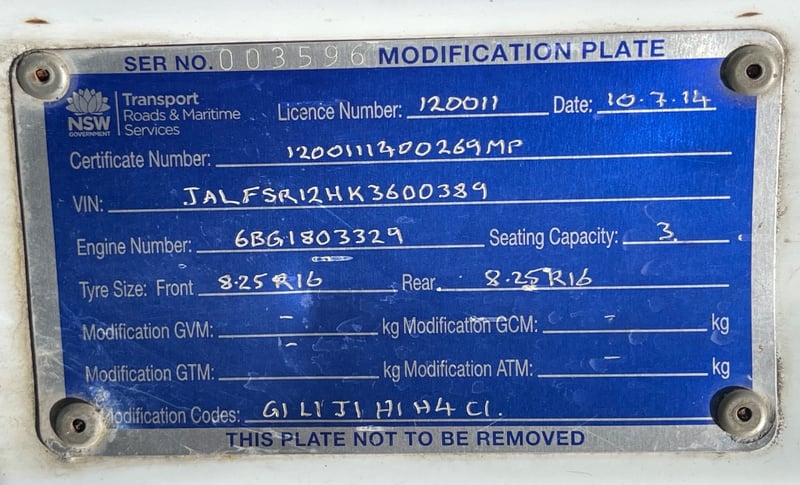 SER NO. 003596 MODIFICATION PLATE
NSW GOVERNMENT Transport Roads & Maritime Services
Licence Number: 120011 Date: 10.7.14
Certificate Number: 1200111400269MP
VIN: JALFSR12HK3600389
Engine Number: 6BG1803329 Seating Capacity: 3.
Tyre Size: Front 8.25R16 Rear 8.25R16
Modification GVM: - kg Modification GCM: - kg
Modification GTM: - kg Modification ATM: - kg
Modification Codes: G1 L1 J1 H1 H4 C1.
THIS PLATE NOT TO BE REMOVED